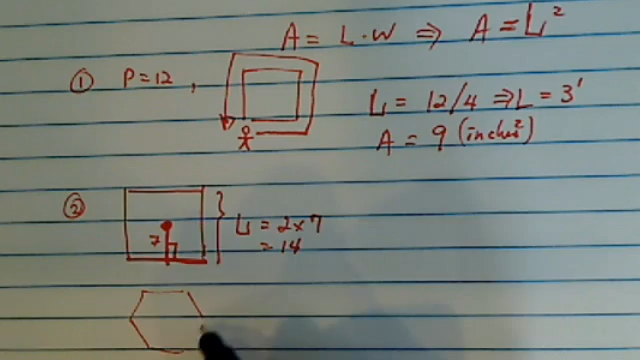 A = L · W ⇒ A = L²
① P = 12 ,
L = 12/4 ⇒ L = 3'
A = 9 (inches²)
②
7
L = 2 x 7
= 14